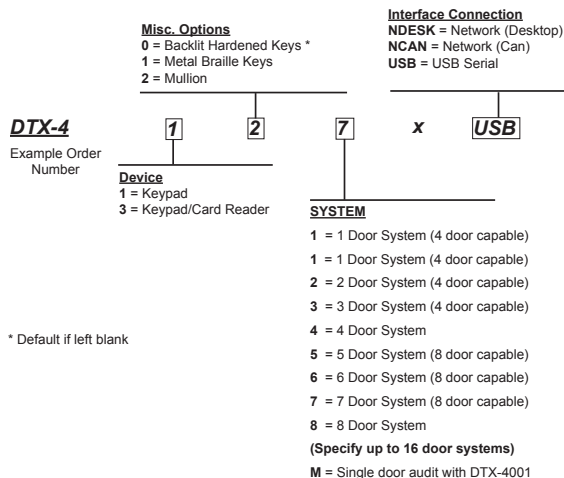 Misc. Options
0 = Backlit Hardened Keys *
1 = Metal Braille Keys
2 = Mullion
Interface Connection
NDESK = Network (Desktop)
NCAN = Network (Can)
USB = USB Serial
DTX-4 1 2 7 x USB
Example Order
Number
Device
1 = Keypad
3 = Keypad/Card Reader
SYSTEM
1 = 1 Door System (4 door capable)
1 = 1 Door System (4 door capable)
2 = 2 Door System (4 door capable)
3 = 3 Door System (4 door capable)
4 = 4 Door System
5 = 5 Door System (8 door capable)
6 = 6 Door System (8 door capable)
7 = 7 Door System (8 door capable)
8 = 8 Door System
(Specify up to 16 door systems)
M = Single door audit with DTX-4001
* Default if left blank